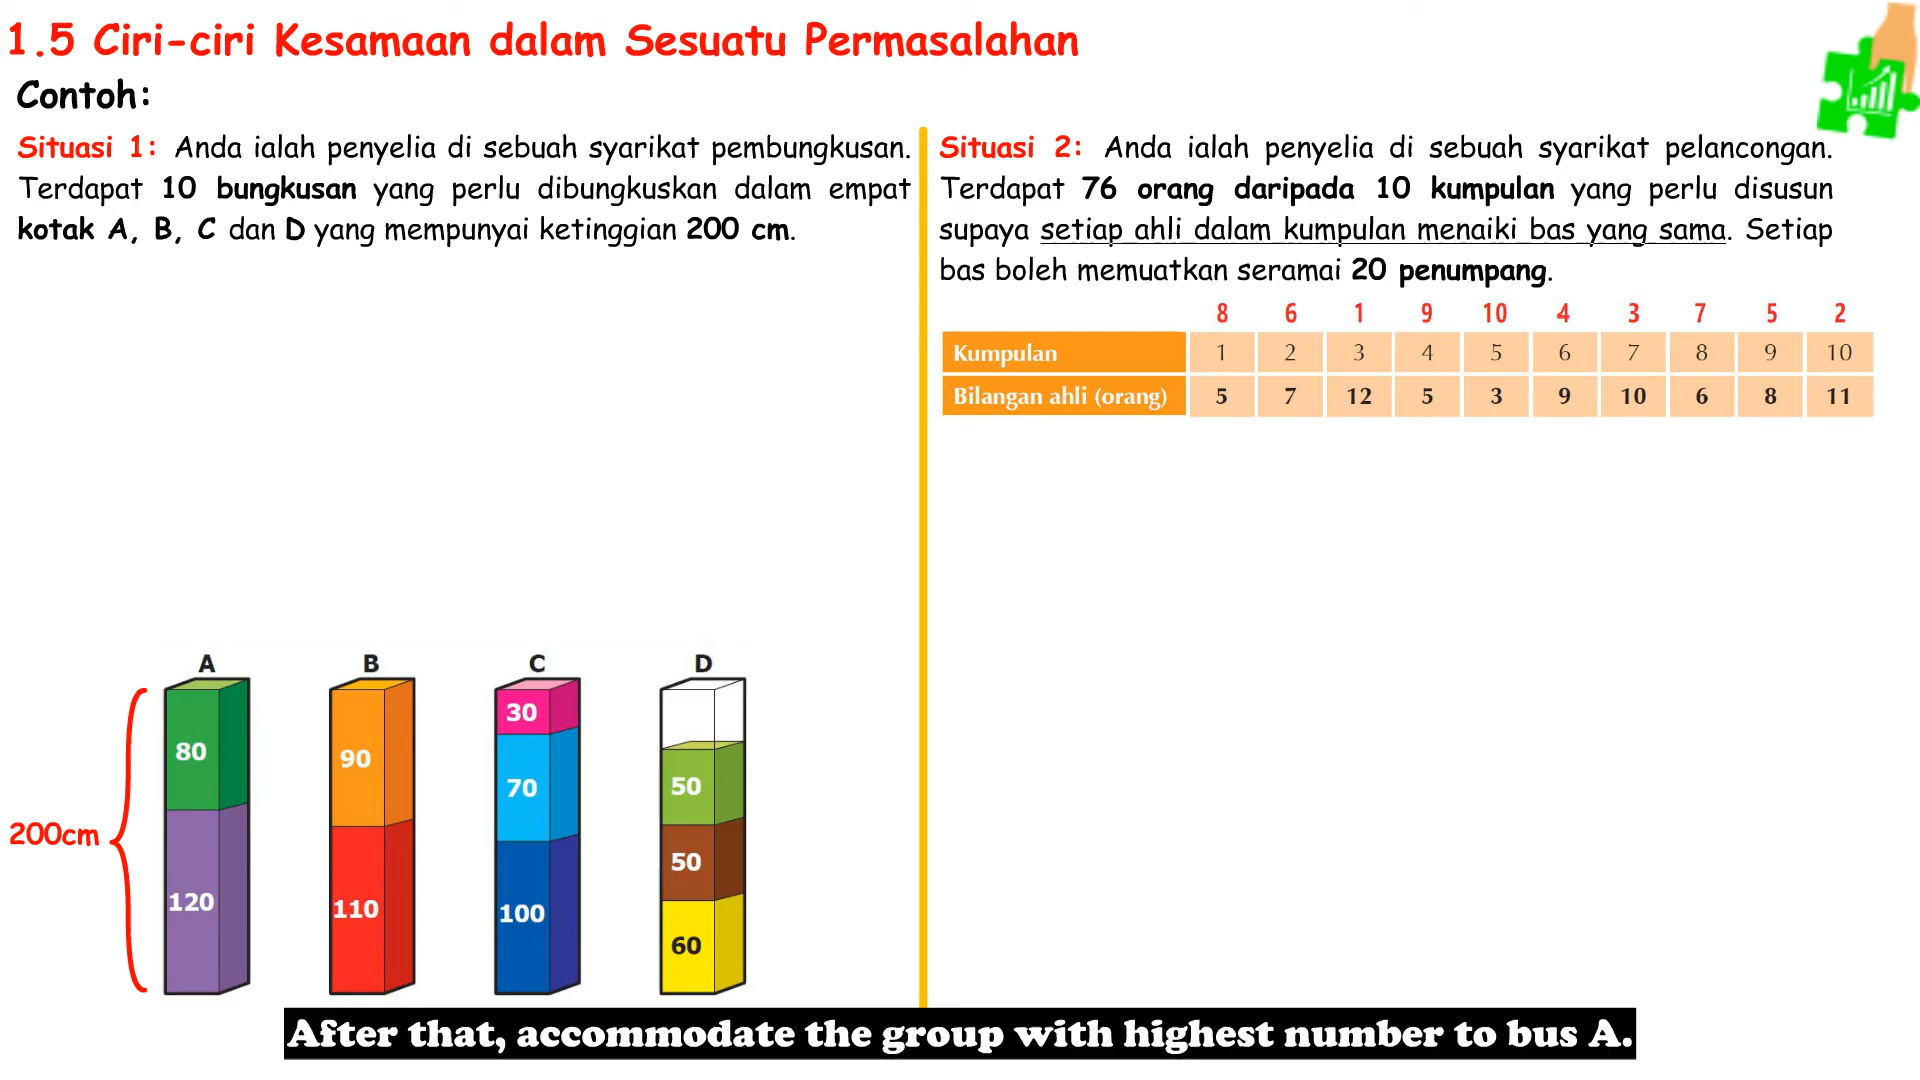 1.5 Ciri-ciri Kesamaan dalam Sesuatu Permasalahan
Contoh:
Situasi 1: Anda ialah penyelia di sebuah syarikat pembungkusan.
Terdapat 10 bungkusan yang perlu dibungkuskan dalam empat
kotak A, B, C dan D yang mempunyai ketinggian 200 cm.
A B C D
80 90 30 70 50
50
120 110 100 60
200cm
Situasi 2: Anda ialah penyelia di sebuah syarikat pelancongan.
Terdapat 76 orang daripada 10 kumpulan yang perlu disusun
supaya setiap ahli dalam kumpulan menaiki bas yang sama. Setiap
bas boleh memuatkan seramai 20 penumpang.
8 6 1 9 10 4 3 7 5 2
Kumpulan 1 2 3 4 5 6 7 8 9 10
Bilangan ahli (orang) 5 7 12 5 3 9 10 6 8 11
After that, accommodate the group with highest number to bus A.